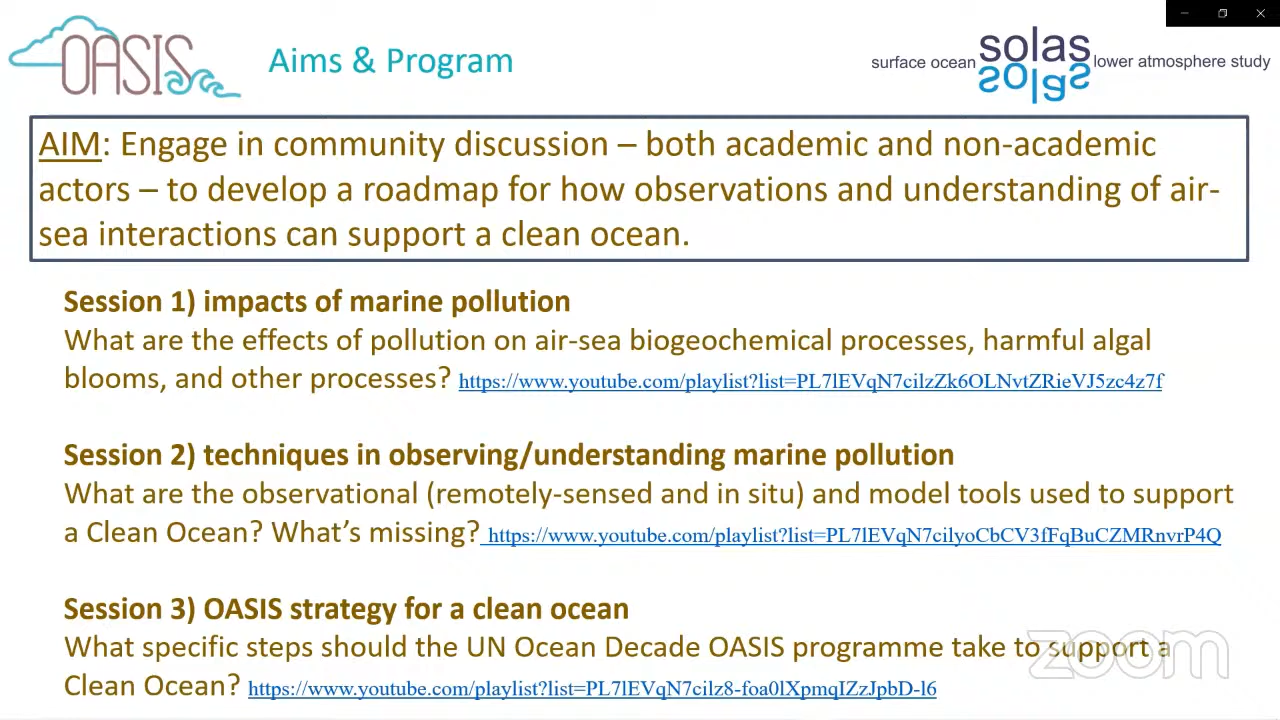 OASIS
Aims & Program
surface ocean solas lower atmosphere study
solas
AIM: Engage in community discussion – both academic and non-academic
actors – to develop a roadmap for how observations and understanding of air-
sea interactions can support a clean ocean.
Session 1) impacts of marine pollution
What are the effects of pollution on air-sea biogeochemical processes, harmful algal
blooms, and other processes? https://www.youtube.com/playlist?list=PL7lEVqN7cilzZk6OLNvtZRieVJ5zc4z7f
Session 2) techniques in observing/understanding marine pollution
What are the observational (remotely-sensed and in situ) and model tools used to support
a Clean Ocean? What’s missing? https://www.youtube.com/playlist?list=PL7lEVqN7cilyoCbCV3fFqBuCZMRnvrP4Q
Session 3) OASIS strategy for a clean ocean
What specific steps should the UN Ocean Decade OASIS programme take to support a
Clean Ocean? https://www.youtube.com/playlist?list=PL7lEVqN7cilz8-foa0lXpmqIZzJpbD-l6
zoom